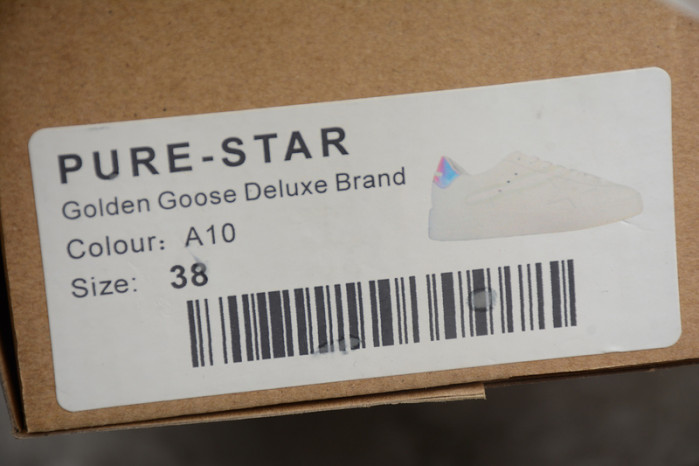 PURE-STAR
Golden Goose Deluxe Brand
Colour： A10
Size: 38